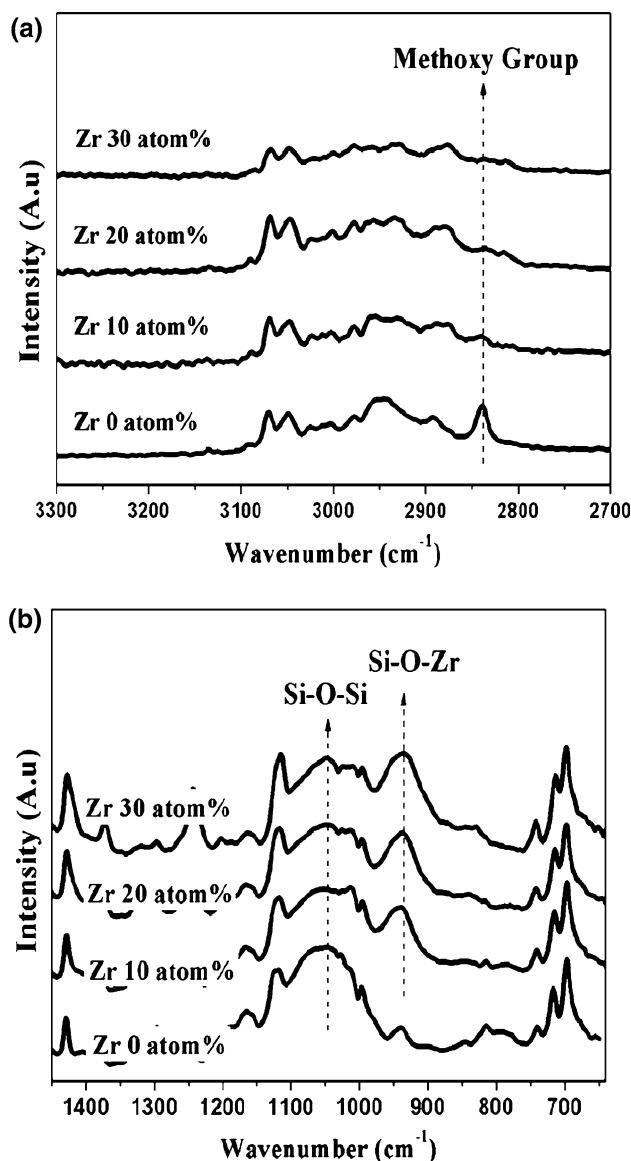 (a)
Methoxy Group
Zr 30 atom%
Zr 20 atom%
Zr 10 atom%
Zr 0 atom%
Intensity (A.u)
3300 3200 3100 3000 2900 2800 2700
Wavenumber (cm-1)
(b)
Si-O-Zr
Si-O-Si
Zr 30 atom%
Zr 20 atom%
Zr 10 atom%
Zr 0 atom%
Intensity (A.u)
1400 1300 1200 1100 1000 900 800 700
Wavenumber (cm-1)